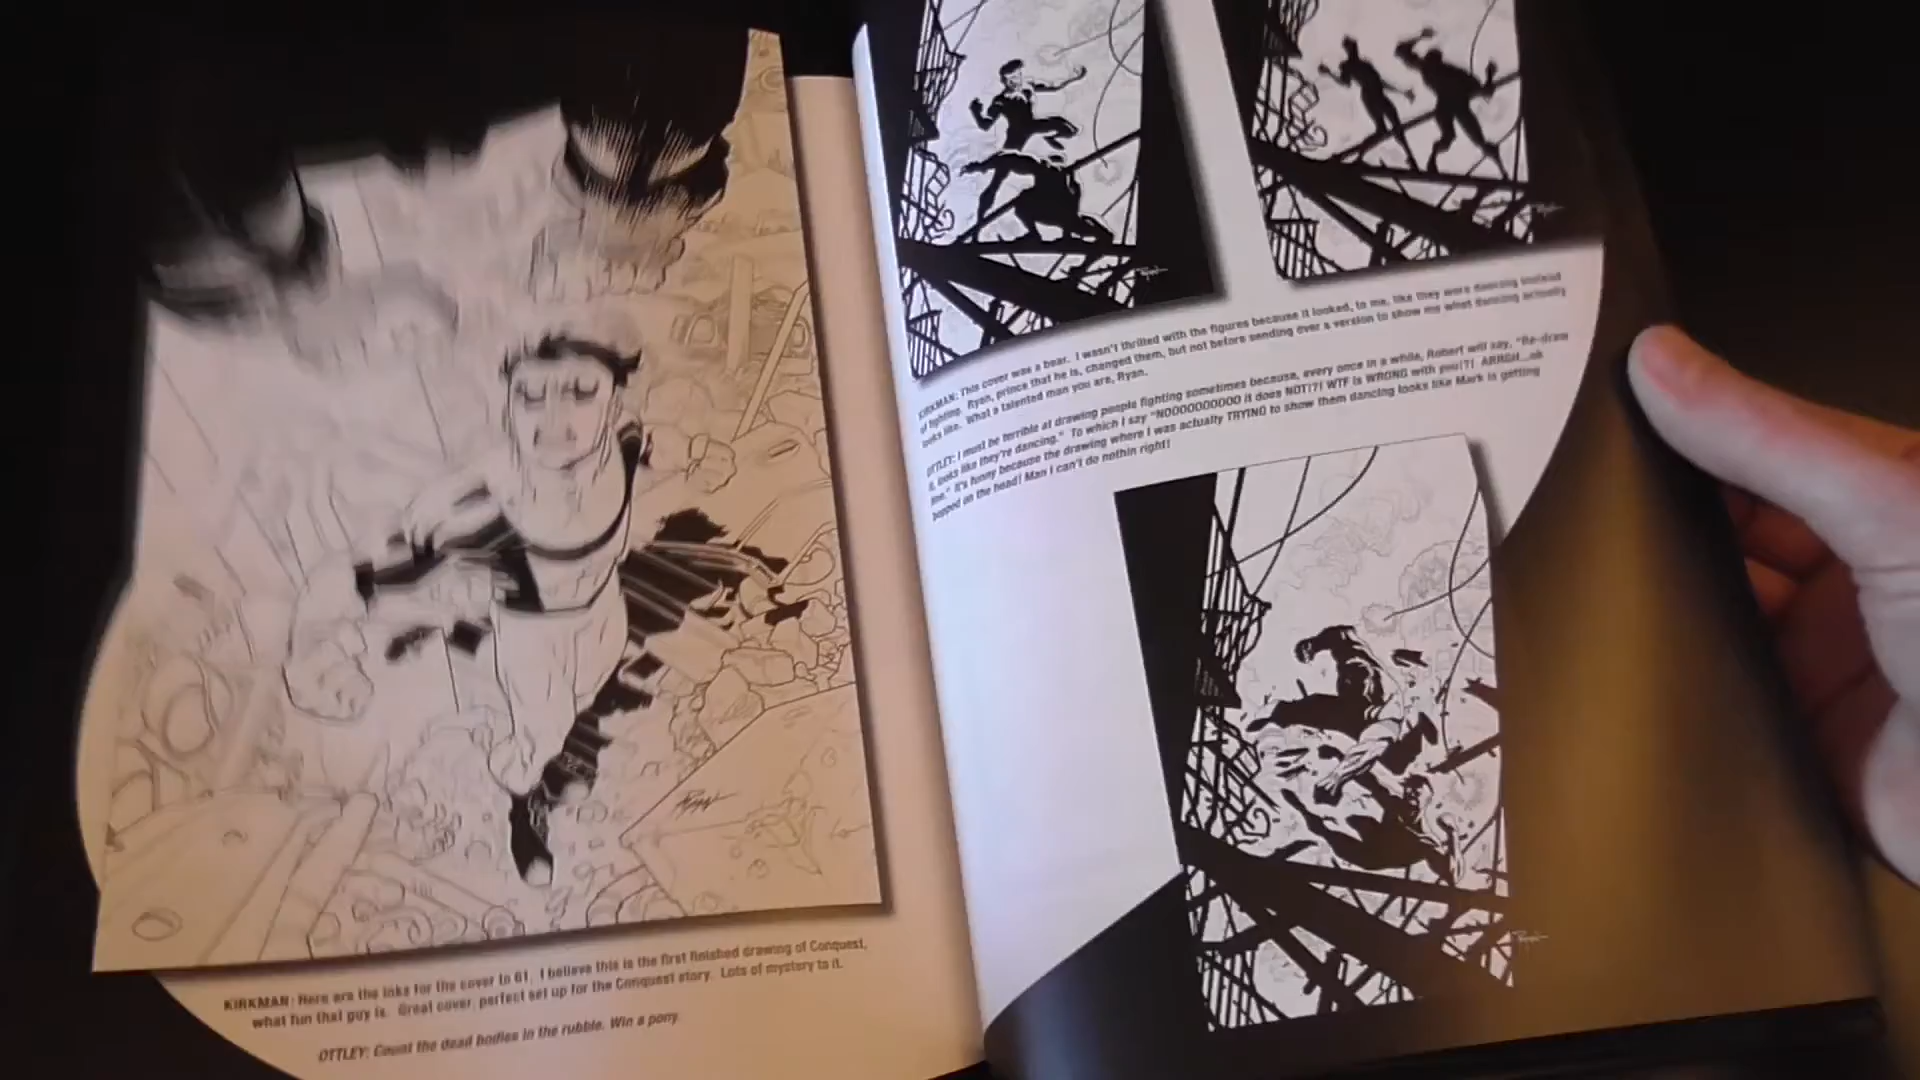 KIRKMAN: Here are the inks for the cover to 61, I believe this is the first finished drawing of Conquest,
what fun that guy is. Great cover, perfect set up for the Conquest story. Lots of mystery to it.
OTTLEY: Count the dead bodies in the rubble. Win a pony.
KIRKMAN: This cover was a bear. I wasn't thrilled with the figures because it looked, to me, like they were dancing instead
of fighting. Ryan, prince that he is, changed them, but not before sending over a version to show me what dancing actually
looks like. What a talented man you are, Ryan.
OTTLEY: I must be terrible at drawing people fighting sometimes because, every once in a while, Robert will say, "Re-draw
it, looks like they're dancing." To which I say "NOOOOOOOOOO it does NOT!?! WTF is WRONG with you!?! ARRGH...ok
fine." It's funny because the drawing where I was actually TRYING to show them dancing looks like Mark is getting
bopped on the head! Man I can't do nothin right!